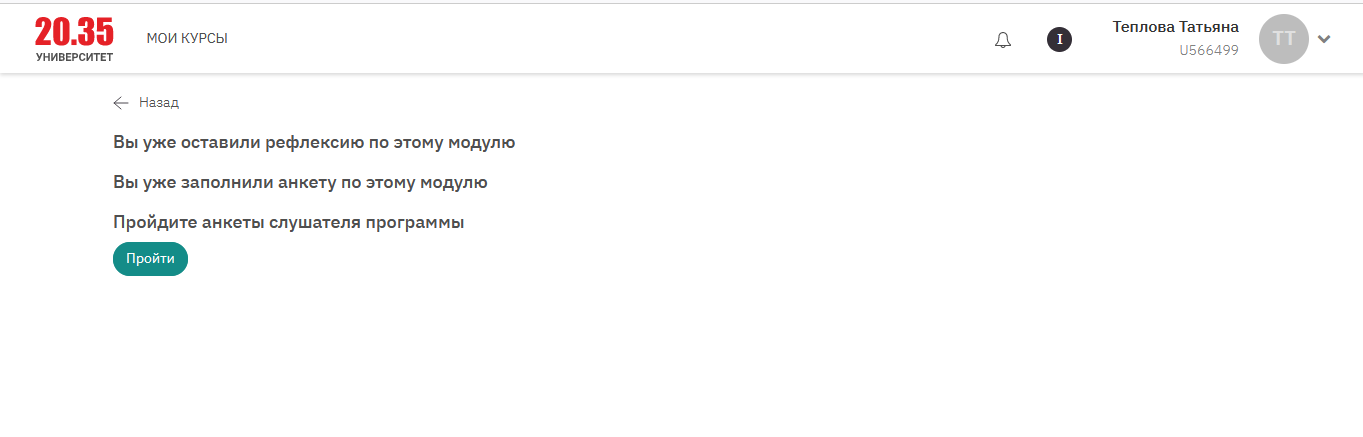 20.35
УНИВЕРСИТЕТ
МОИ КУРСЫ
I
Теплова Татьяна
U566499
ТТ
Назад
Вы уже оставили рефлексию по этому модулю
Вы уже заполнили анкету по этому модулю
Пройдите анкеты слушателя программы
Пройти